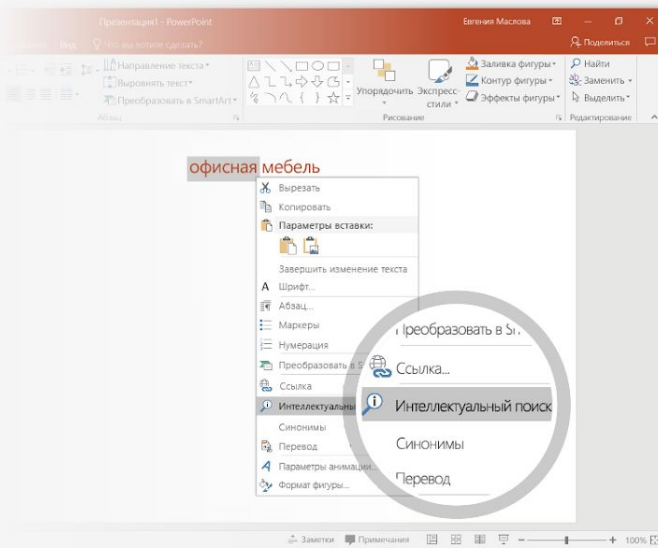 Презентация1 - PowerPoint
Евгения Маслова
Вид
Что вы хотите сделать?
Поделиться
Направление текста
Выровнять текст
Преобразовать в SmartArt
Абзац
Упорядочить
Экспресс-стили
Заливка фигуры
Контур фигуры
Эффекты фигуры
Рисование
Найти
Заменить
Выделить
Редактирование
офисная мебель
Вырезать
Копировать
Параметры вставки:
Завершить изменение текста
Шрифт...
Абзац...
Маркеры
Нумерация
Преобразовать в S
Ссылка
Интеллектуальны
Синонимы
Перевод
Параметры анимации...
Формат фигуры...
Преобразовать в Sm
Ссылка...
Интеллектуальный поиск
Синонимы
Перевод
Заметки
Примечания
100%